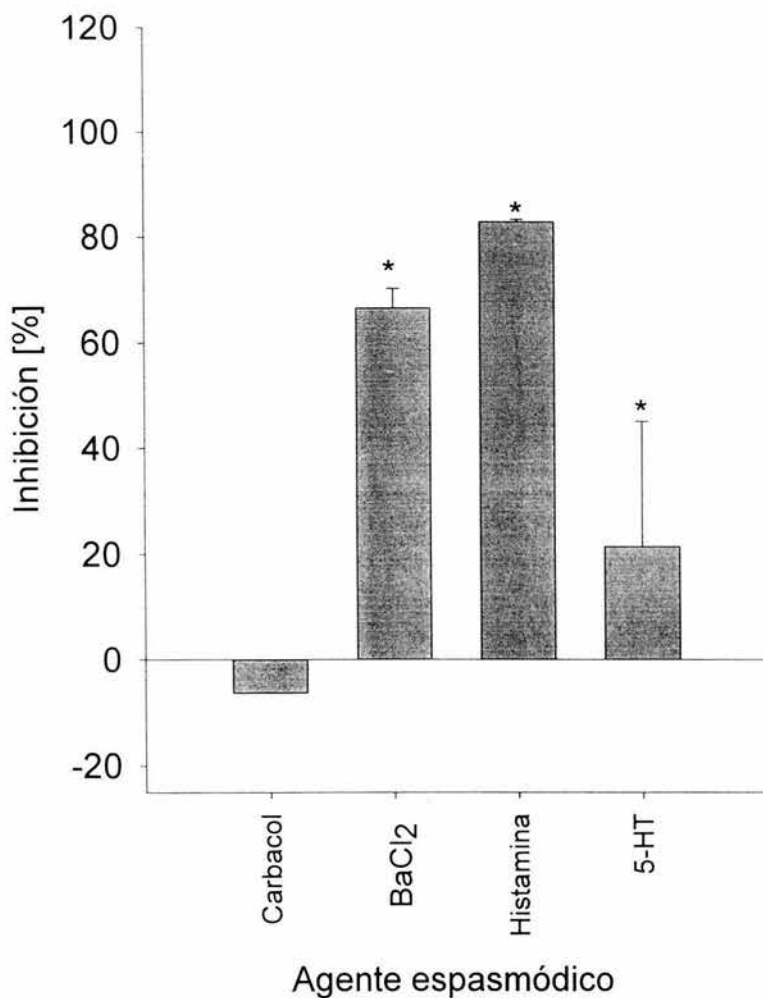 Inhibición [%]
120
100
80
60
40
20
0
-20
*
*
*
Carbacol
BaCl₂
Histamina
5-HT
Agente espasmódico